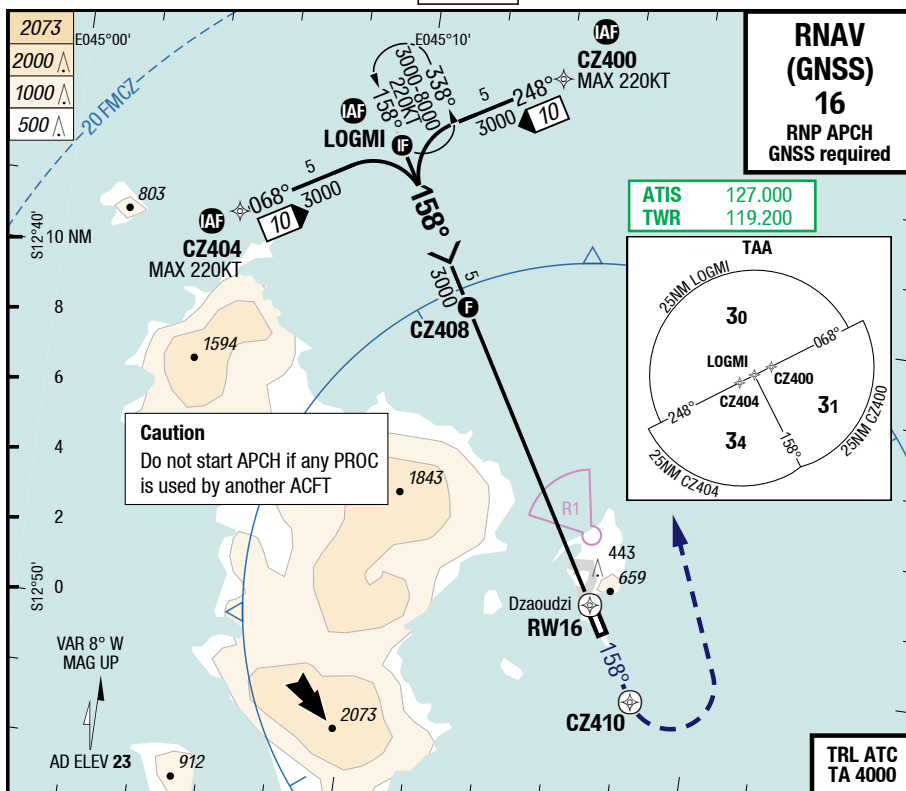 2073
2000
1000
500
E045°00'
E045°10'
20 FMCZ
IAF
CZ400
MAX 220KT
RNAV
(GNSS)
16
RNP APCH
GNSS required
338°
3000-8000
220KT
158°
248°
5
3000
10
IAF
LOGMI
IF
5
068°
3000
10
IAF
CZ404
MAX 220KT
803
158°
5
3000
F
CZ408
ATIS 127.000
TWR 119.200
TAA
25NM LOGMI
30
LOGMI
068°
CZ400
CZ404
248°
31
34
158°
25NM CZ400
25NM CZ404
S12°40'
10 NM
8
6
4
2
0
S12°50'
1594
Caution
Do not start APCH if any PROC
is used by another ACFT
1843
R1
443
659
Dzaoudzi
RW16
158°
CZ410
VAR 8° W
MAG UP
AD ELEV 23
2073
912
TRL ATC
TA 4000